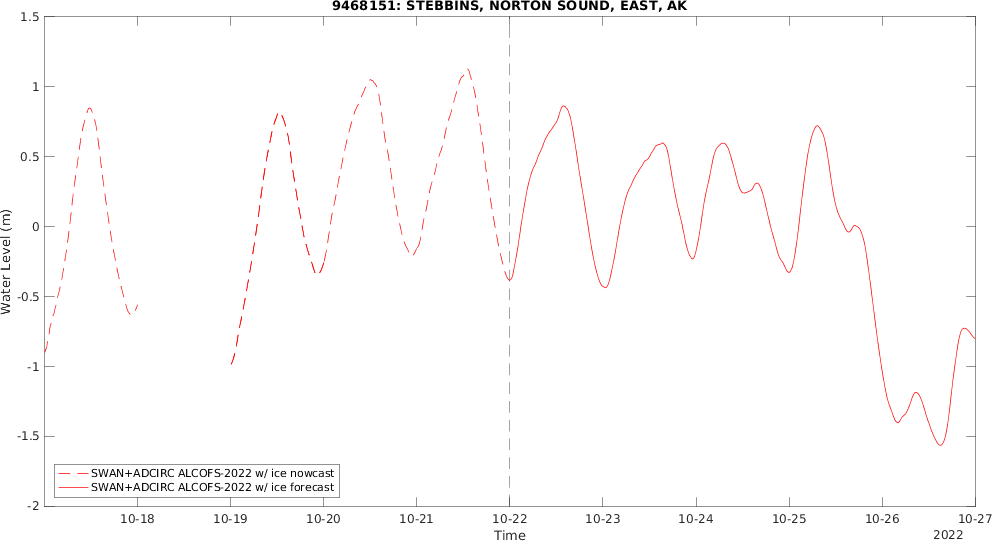 9468151: STEBBINS, NORTON SOUND, EAST, AK
1.5
1
0.5
0
-0.5
-1
-1.5
-2
Water Level (m)
SWAN+ADCIRC ALCOFS-2022 w/ ice nowcast
SWAN+ADCIRC ALCOFS-2022 w/ ice forecast
10-18 10-19 10-20 10-21 10-22 10-23 10-24 10-25 10-26 10-27
Time
2022